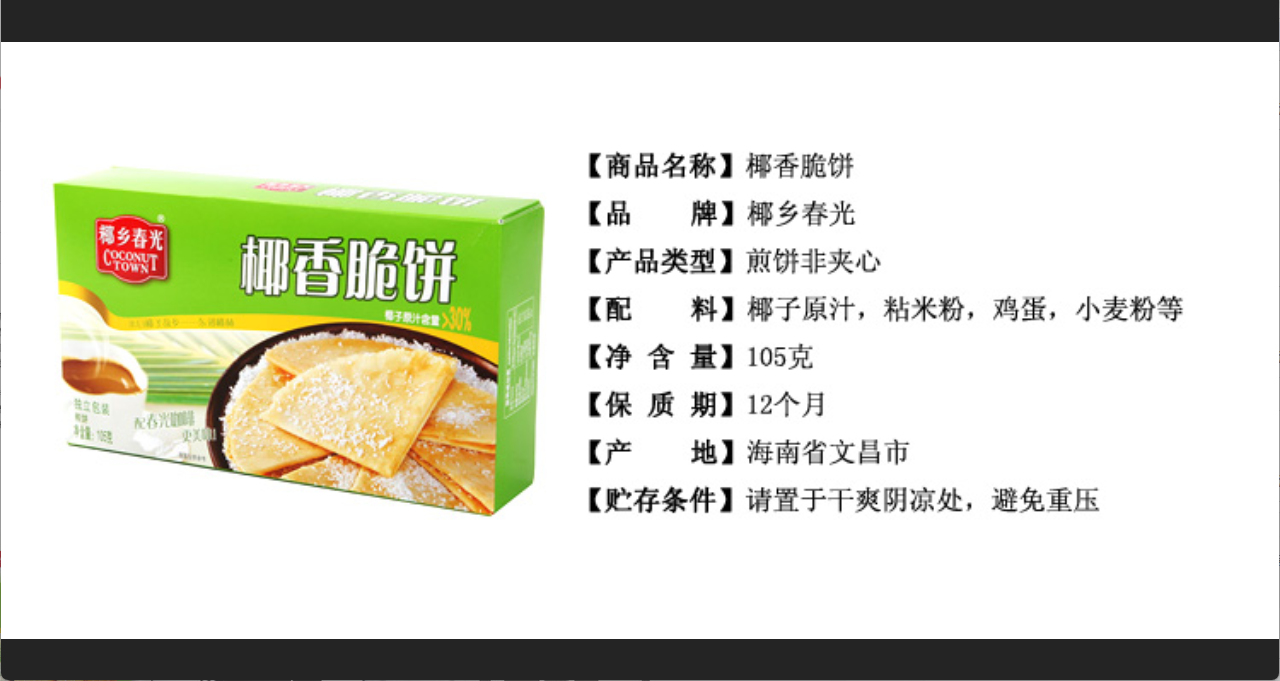 椰乡春光
COCONUT
TOWN
®
椰香脆饼
椰子原汁含量>30%
独立包装
净含量：105克
配春光咖啡
更美味!
【商品名称】椰香脆饼
【品 牌】椰乡春光
【产品类型】煎饼非夹心
【配 料】椰子原汁，粘米粉，鸡蛋，小麦粉等
【净 含 量】105克
【保 质 期】12个月
【产 地】海南省文昌市
【贮存条件】请置于干爽阴凉处，避免重压